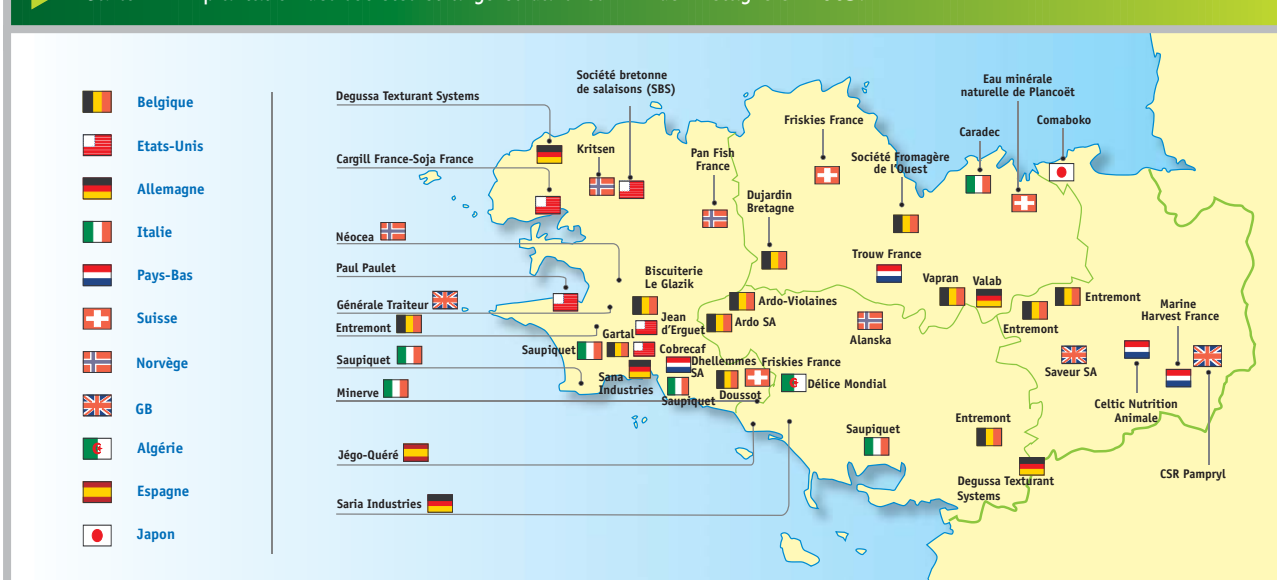 Belgique
Etats-Unis
Allemagne
Italie
Pays-Bas
Suisse
Norvège
GB
Algérie
Espagne
Japon
Degussa Texturant Systems
Cargill France-Soja France
Néocea
Paul Paulet
Générale Traiteur
Entremont
Saupiquet
Minerve
Jégo-Quéré
Saria Industries
Société bretonne
de salaisons (SBS)
Kritsen
Pan Fish
France
Dujardin
Bretagne
Friskies France
Société Fromagère
de l'Ouest
Caradec
Eau minérale
naturelle de Plancoët
Comaboko
Trouw France
Vapran
Valab
Entremont
Entremont
Marine
Harvest France
Biscuiterie
Le Glazik
Jean
d'Erguet
Gartal
Saupiquet
Cobrecaf
Sana
Industries
Dhellemmes
SA
Saupiquet
Doussot
Friskies France
Délice Mondial
Ardo-Violaines
Ardo SA
Alanska
Saveur SA
Celtic Nutrition
Animale
CSR Pampryl
Saupiquet
Entremont
Degussa Texturant
Systems